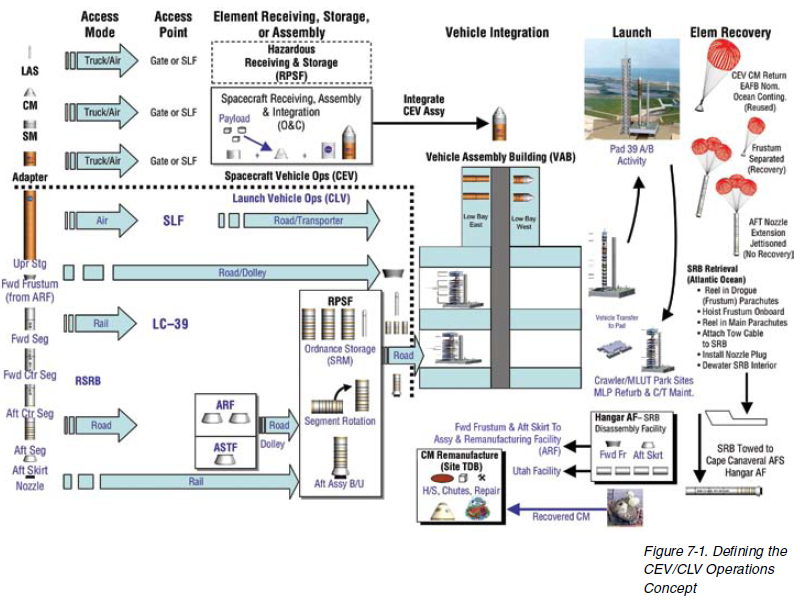 Access
Mode
Access
Point
Element Receiving, Storage,
or Assembly
Vehicle Integration
Launch
Elem Recovery
LAS
Truck/Air
Gate or SLF
Hazardous
Receiving & Storage
(RPSF)
CM
Truck/Air
Gate or SLF
Spacecraft Receiving, Assembly
& Integration
(O&C)
Payload
+
+
SM
Truck/Air
Gate or SLF
Adapter
Integrate
CEV Assy
Spacecraft Vehicle Ops (CEV)
Launch Vehicle Ops (CLV)
Air
SLF
Road/Transporter
Upr Stg
Road/Dolley
Fwd Frustum
(from ARF)
Rail
LC-39
Fwd Seg
Fwd Ctr Seg
RSRB
Aft Ctr Seg
Road
Aft Seg
Aft Skirt
Nozzle
Rail
ARF
ASTF
Road
Dolley
RPSF
Ordnance Storage
(SRM)
Segment Rotation
Aft Assy B/U
Road
Vehicle Assembly Building (VAB)
Low Bay
East
Low Bay
West
Pad 39 A/B
Activity
Vehicle Transfer
to Pad
Crawler/MLUT Park Sites
MLP Refurb & C/T Maint.
CEV CM Return
EAFB Nom.
Ocean Conting.
(Reused)
Frustum
Separated
(Recovery)
AFT Nozzle
Extension
Jettisoned
(No Recovery]
SRB Retrieval
(Atlantic Ocean)
• Reel in Drogue
(Frustum) Parachutes
• Hoist Frustum Onboard
• Reel in Main Parachutes
• Attach Tow Cable
to SRB
• Install Nozzle Plug
• Dewater SRB Interior
SRB Towed to
Cape Canaveral AFS
Hangar AF
Hangar AF– SRB
Disassembly Facility
Fwd Fr
Aft Skrt
Fwd Frustum & Aft Skirt To
Assy & Remanufacturing Facility
(ARF)
Utah Facility
CM Remanufacture
(Site TDB)
H/S, Chutes, Repair
Recovered CM
Figure 7-1. Defining the
CEV/CLV Operations
Concept